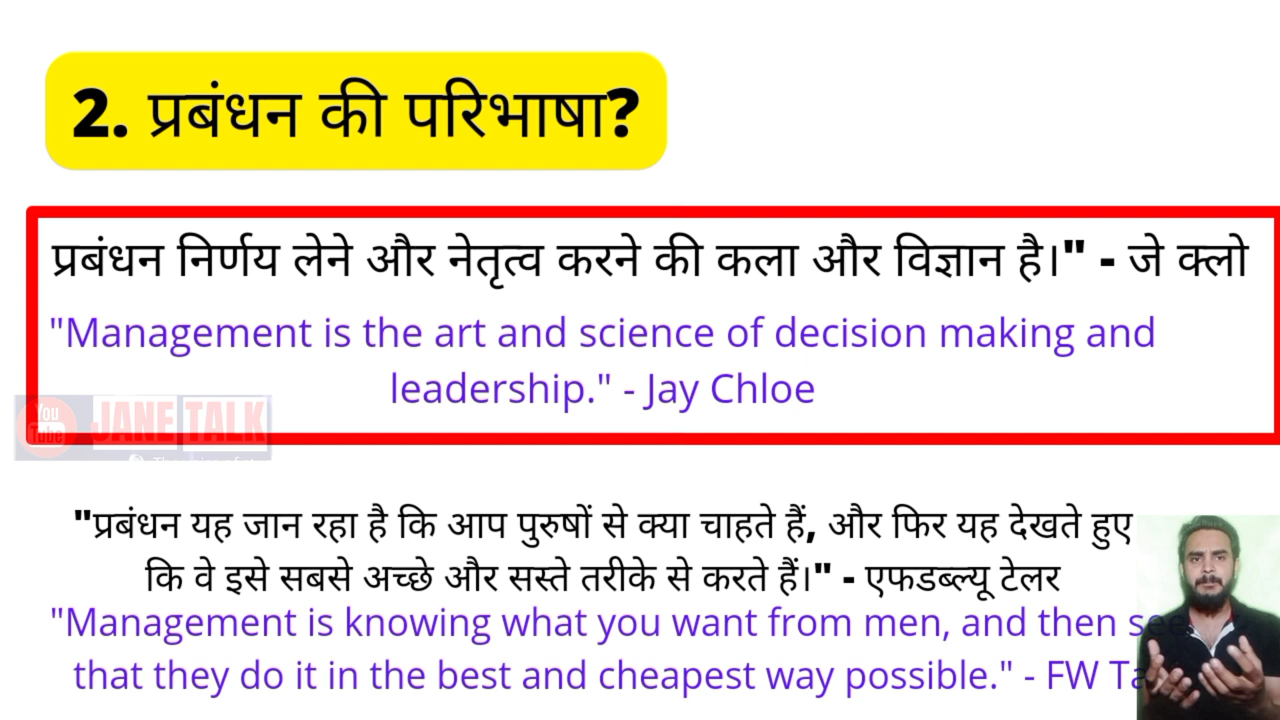 2. प्रबंधन की परिभाषा?
प्रबंधन निर्णय लेने और नेतृत्व करने की कला और विज्ञान है।" - जे क्लो
"Management is the art and science of decision making and
leadership." - Jay Chloe
You
Tube
JANE TALK
"प्रबंधन यह जान रहा है कि आप पुरुषों से क्या चाहते हैं, और फिर यह देखते हुए
कि वे इसे सबसे अच्छे और सस्ते तरीके से करते हैं।" - एफडब्ल्यू टेलर
"Management is knowing what you want from men, and then see
that they do it in the best and cheapest way possible." - FW